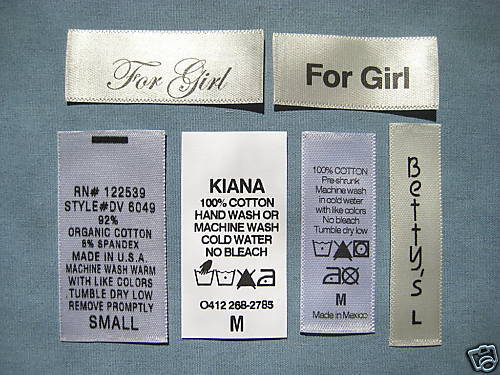 For Girl
For Girl
RN# 122539
STYLE#DV 6049
92%
ORGANIC COTTON
8% SPANDEX
MADE IN U.S.A.
MACHINE WASH WARM
WITH LIKE COLORS
TUMBLE DRY LOW
REMOVE PROMPTLY
SMALL
KIANA
100% COTTON
HAND WASH OR
MACHINE WASH
COLD WATER
NO BLEACH
A
O412 268-2785
M
100% COTTON
Pre-shrunk
Machine wash
in cold water
with like colors
No Bleach
Tumble dry low
A
M
Made in Mexico
Betty's
L